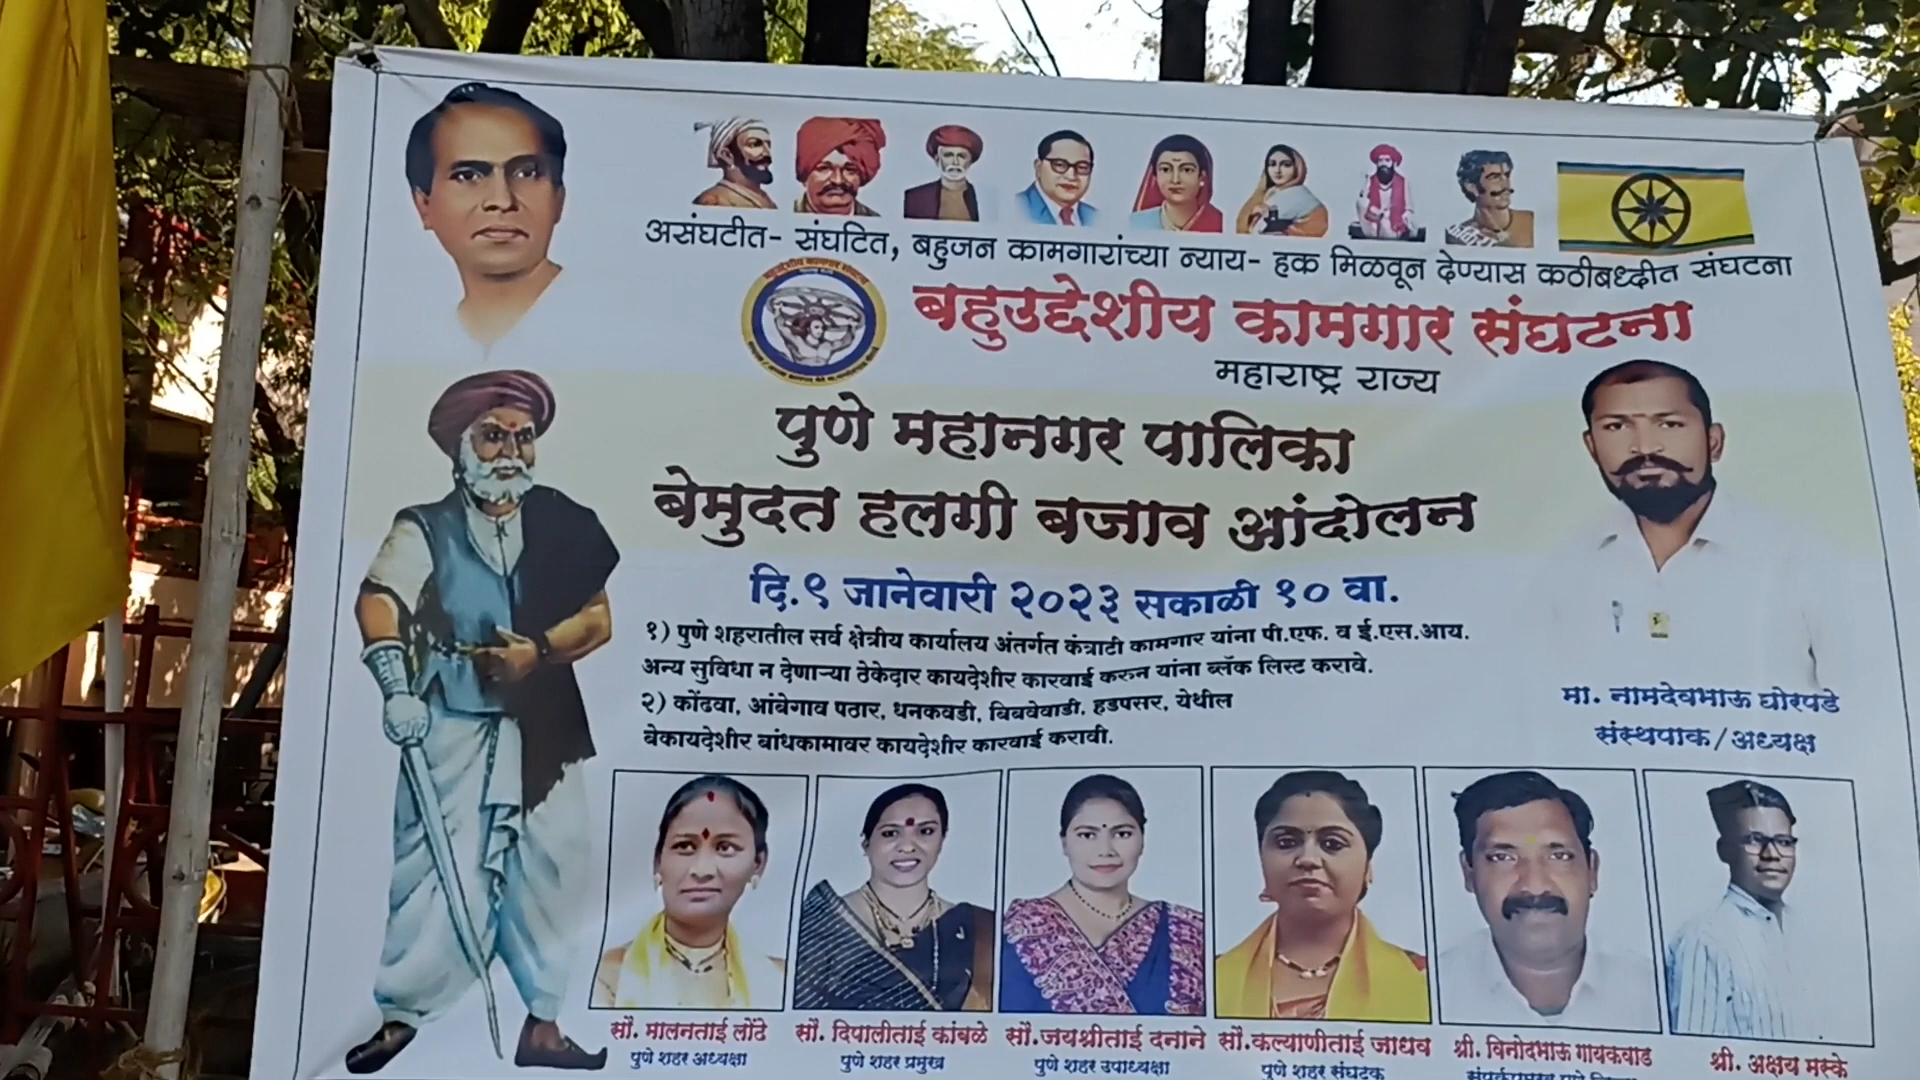 असंघटीत- संघटित, बहुजन कामगारांच्या न्याय- हक मिळवून देण्यास कठीबध्दीत संघटना
बहुउद्देशीय कामगार संघटना
महाराष्ट्र राज्य
पुणे महानगर पालिका
बेमुदत हलगी बजाव आंदोलन
दि.९ जानेवारी २०२३ सकाळी १० वा.
१) पुणे शहरातील सर्व क्षेत्रीय कार्यालय अंतर्गत कंत्राटी कामगार यांना पी.एफ. व ई.एस.आय.
अन्य सुविधा न देणाऱ्या ठेकेदार कायदेशीर कारवाई करुन यांना ब्लॅक लिस्ट करावे.
२) कोंढवा, आंबेगाव पठार, धनकवडी, बिबवेवाडी, हडपसर, येथील
बेकायदेशीर बांधकामावर कायदेशीर कारवाई करावी.
मा. नामदेवभाऊ घोरपडे
संस्थपाक/अध्यक्ष
सौ. मालनताई लोंढे
पुणे शहर अध्यक्षा
सौ. दिपालीताई कांबळे
पुणे शहर प्रमुख
सौ.जयश्रीताई दनाने
पुणे शहर उपाध्यक्षा
सौ.कल्याणीताई जाधव
पुणे शहर संघटक
श्री. विनोदभाऊ गायकवाड
श्री. अक्षय मस्के